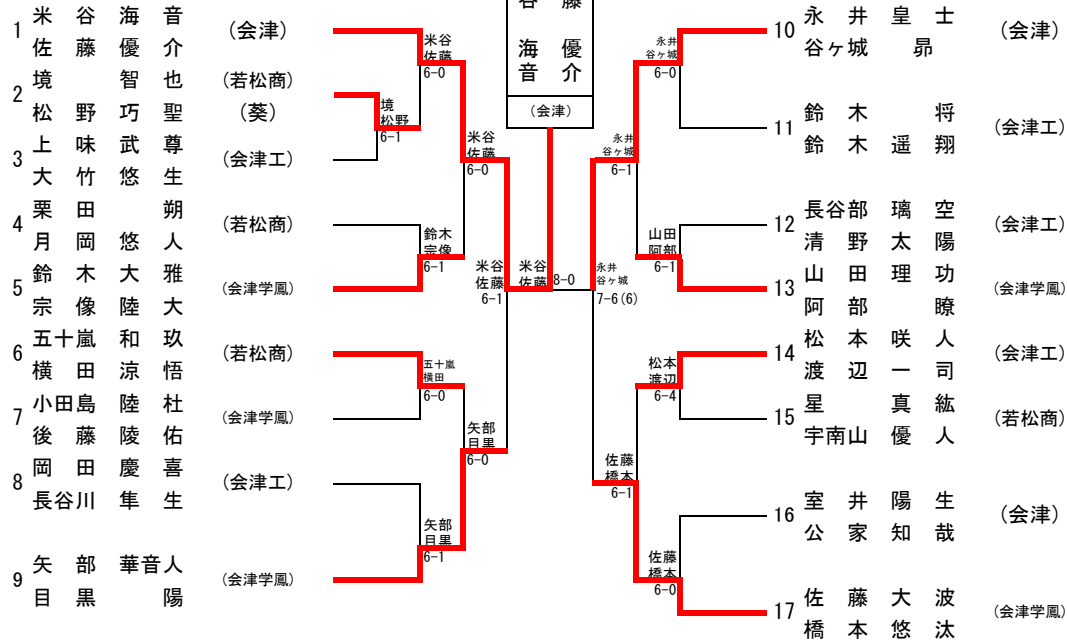 谷 藤
海 優
音 介
(会津)
1 米 谷 海 音 (会津)
佐 藤 優 介
2 境 智 也 (若松商)
松 野 巧 聖 (葵)
3 上 味 武 尊 (会津工)
大 竹 悠 生
4 栗 田 朔 (若松商)
月 岡 悠 人
5 鈴 木 大 雅 (会津学鳳)
宗 像 陸 大
6 五十嵐 和 玖 (若松商)
横 田 涼 悟
7 小田島 陸 杜 (会津学鳳)
後 藤 陵 佑
8 岡 田 慶 喜 (会津工)
長谷川 隼 生
9 矢 部 華音人 (会津学鳳)
目 黒 陽
米谷
佐藤
6-0
境
松野
6-1
米谷
佐藤
6-0
鈴木
宗像
6-1
米谷
佐藤
6-1
五十嵐
横田
6-0
矢部
目黒
6-0
矢部
目黒
6-1
米谷
佐藤
8-0
永井
谷ヶ城
7-6(6)
永井
谷ヶ城
6-0
永井
谷ヶ城
6-1
山田
阿部
6-1
松本
渡辺
6-4
佐藤
橋本
6-1
佐藤
橋本
6-0
10 永 井 皇 士 (会津)
谷ヶ城 昴
11 鈴 木 将 (会津工)
鈴 木 遥 翔
12 長谷部 璃 空 (会津工)
清 野 太 陽
13 山 田 理 功 (会津学鳳)
阿 部 瞭
14 松 本 咲 人 (会津工)
渡 辺 一 司
15 星 真 紘 (若松商)
宇南山 優 人
16 室 井 陽 生 (会津)
公 家 知 哉
17 佐 藤 大 波 (会津学鳳)
橋 本 悠 汰